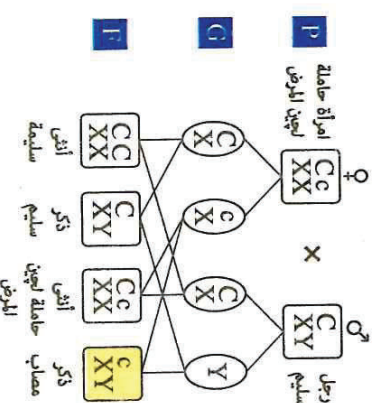 P
امرأة حاملة
لجين المرض
♀
Cc
XX
×
♂
C
XY
رجل
سليم
G
C
X
c
X
C
X
Y
F
CC
XX
C
XY
Cc
XX
c
XY
أنثى
سليمة
ذكر
سليم
أنثى
حاملة لجين
المرض
ذكر
مصاب